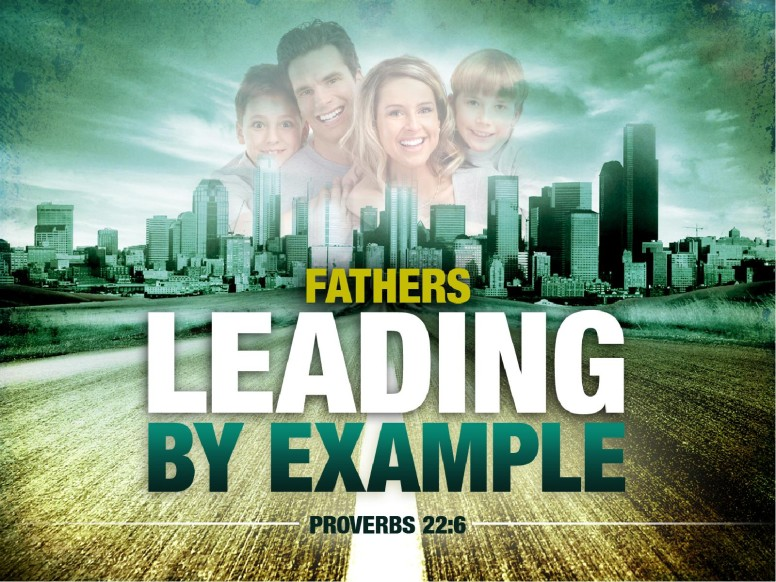 FATHERS
LEADING
BY EXAMPLE
PROVERBS 22:6